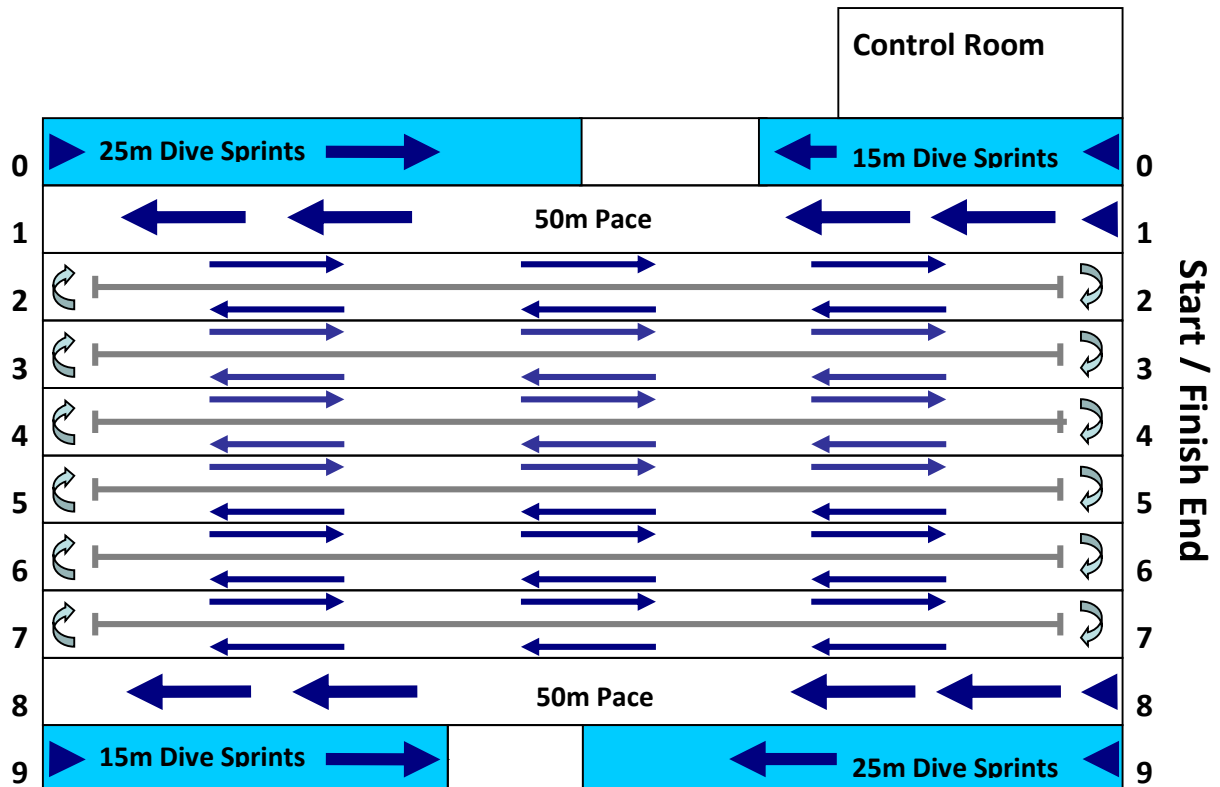 Control Room
0 25m Dive Sprints 15m Dive Sprints 0
1 50m Pace 1
2 2
3 3
4 4
5 5
6 6
7 7
8 50m Pace 8
9 15m Dive Sprints 25m Dive Sprints 9
Start / Finish End